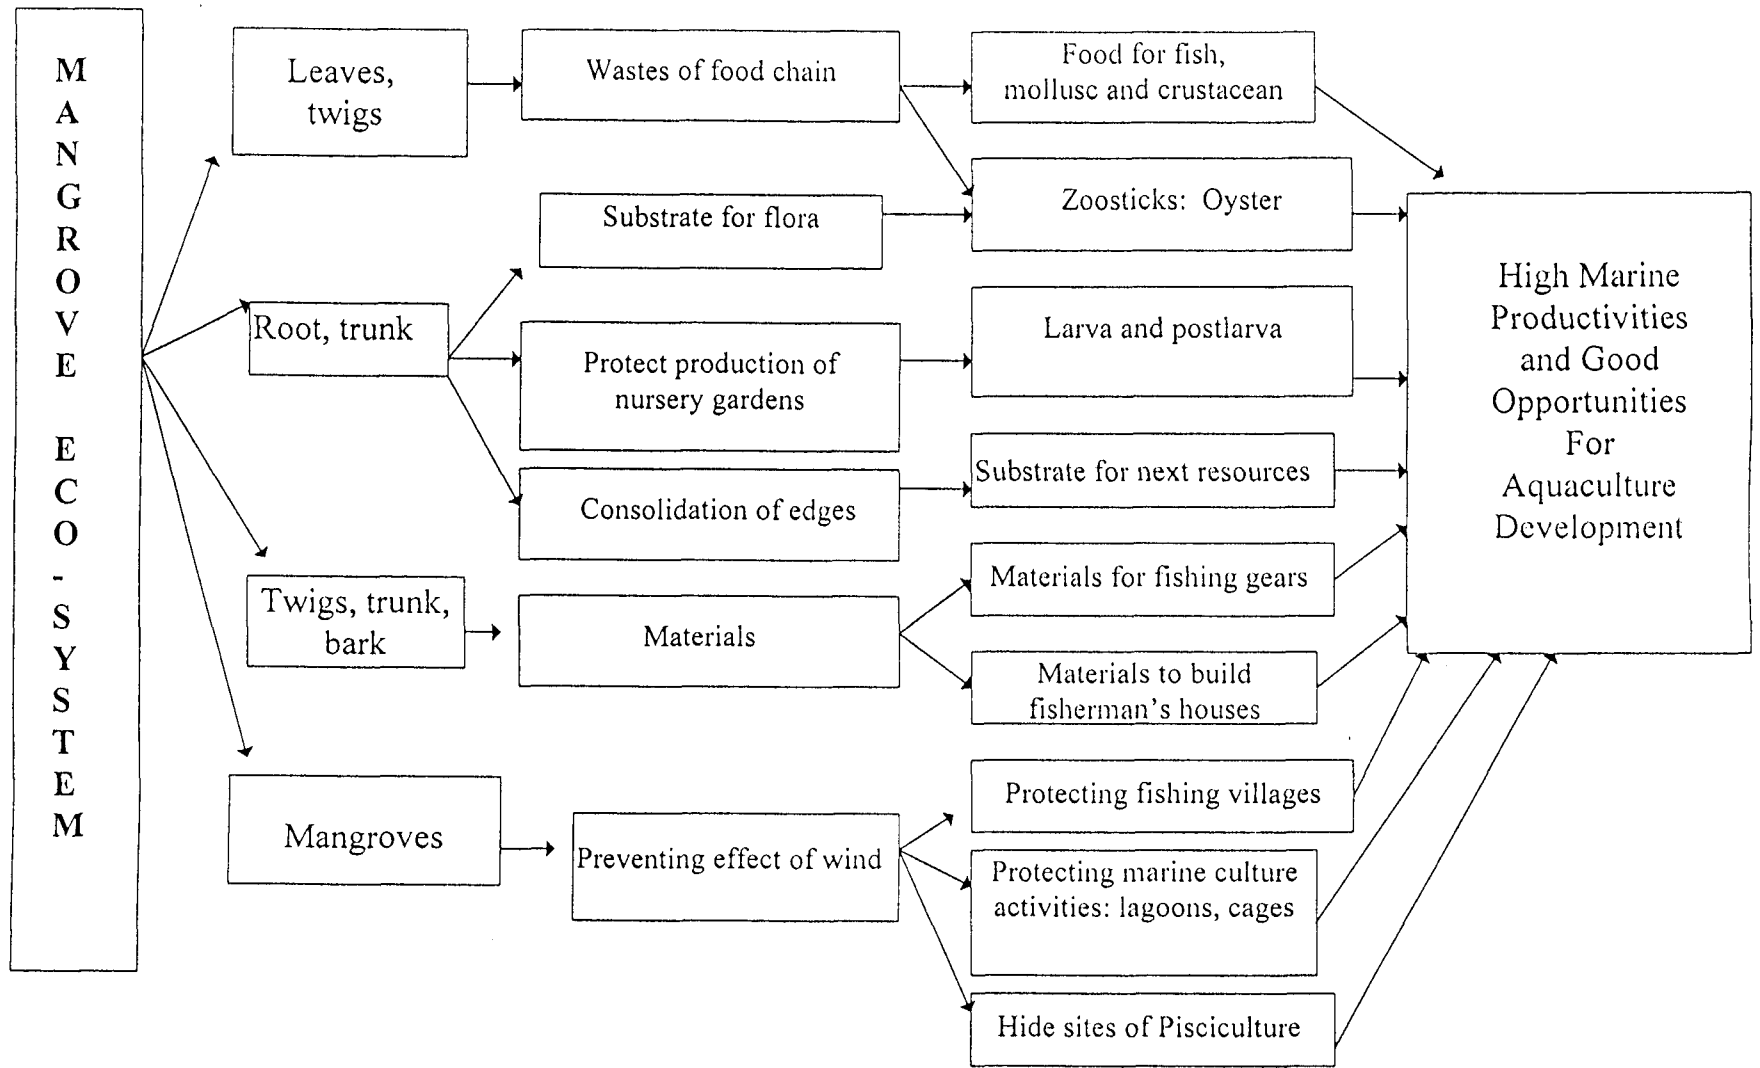 MANGROVE ECO-SYSTEM
Leaves,
twigs
Root, trunk
Twigs, trunk,
bark
Mangroves
Wastes of food chain
Substrate for flora
Protect production of
nursery gardens
Consolidation of edges
Materials
Preventing effect of wind
Food for fish,
mollusc and crustacean
Zoosticks: Oyster
Larva and postlarva
Substrate for next resources
Materials for fishing gears
Materials to build
fisherman's houses
Protecting fishing villages
Protecting marine culture
activities: lagoons, cages
Hide sites of Pisciculture
High Marine
Productivities
and Good
Opportunities
For
Aquaculture
Development